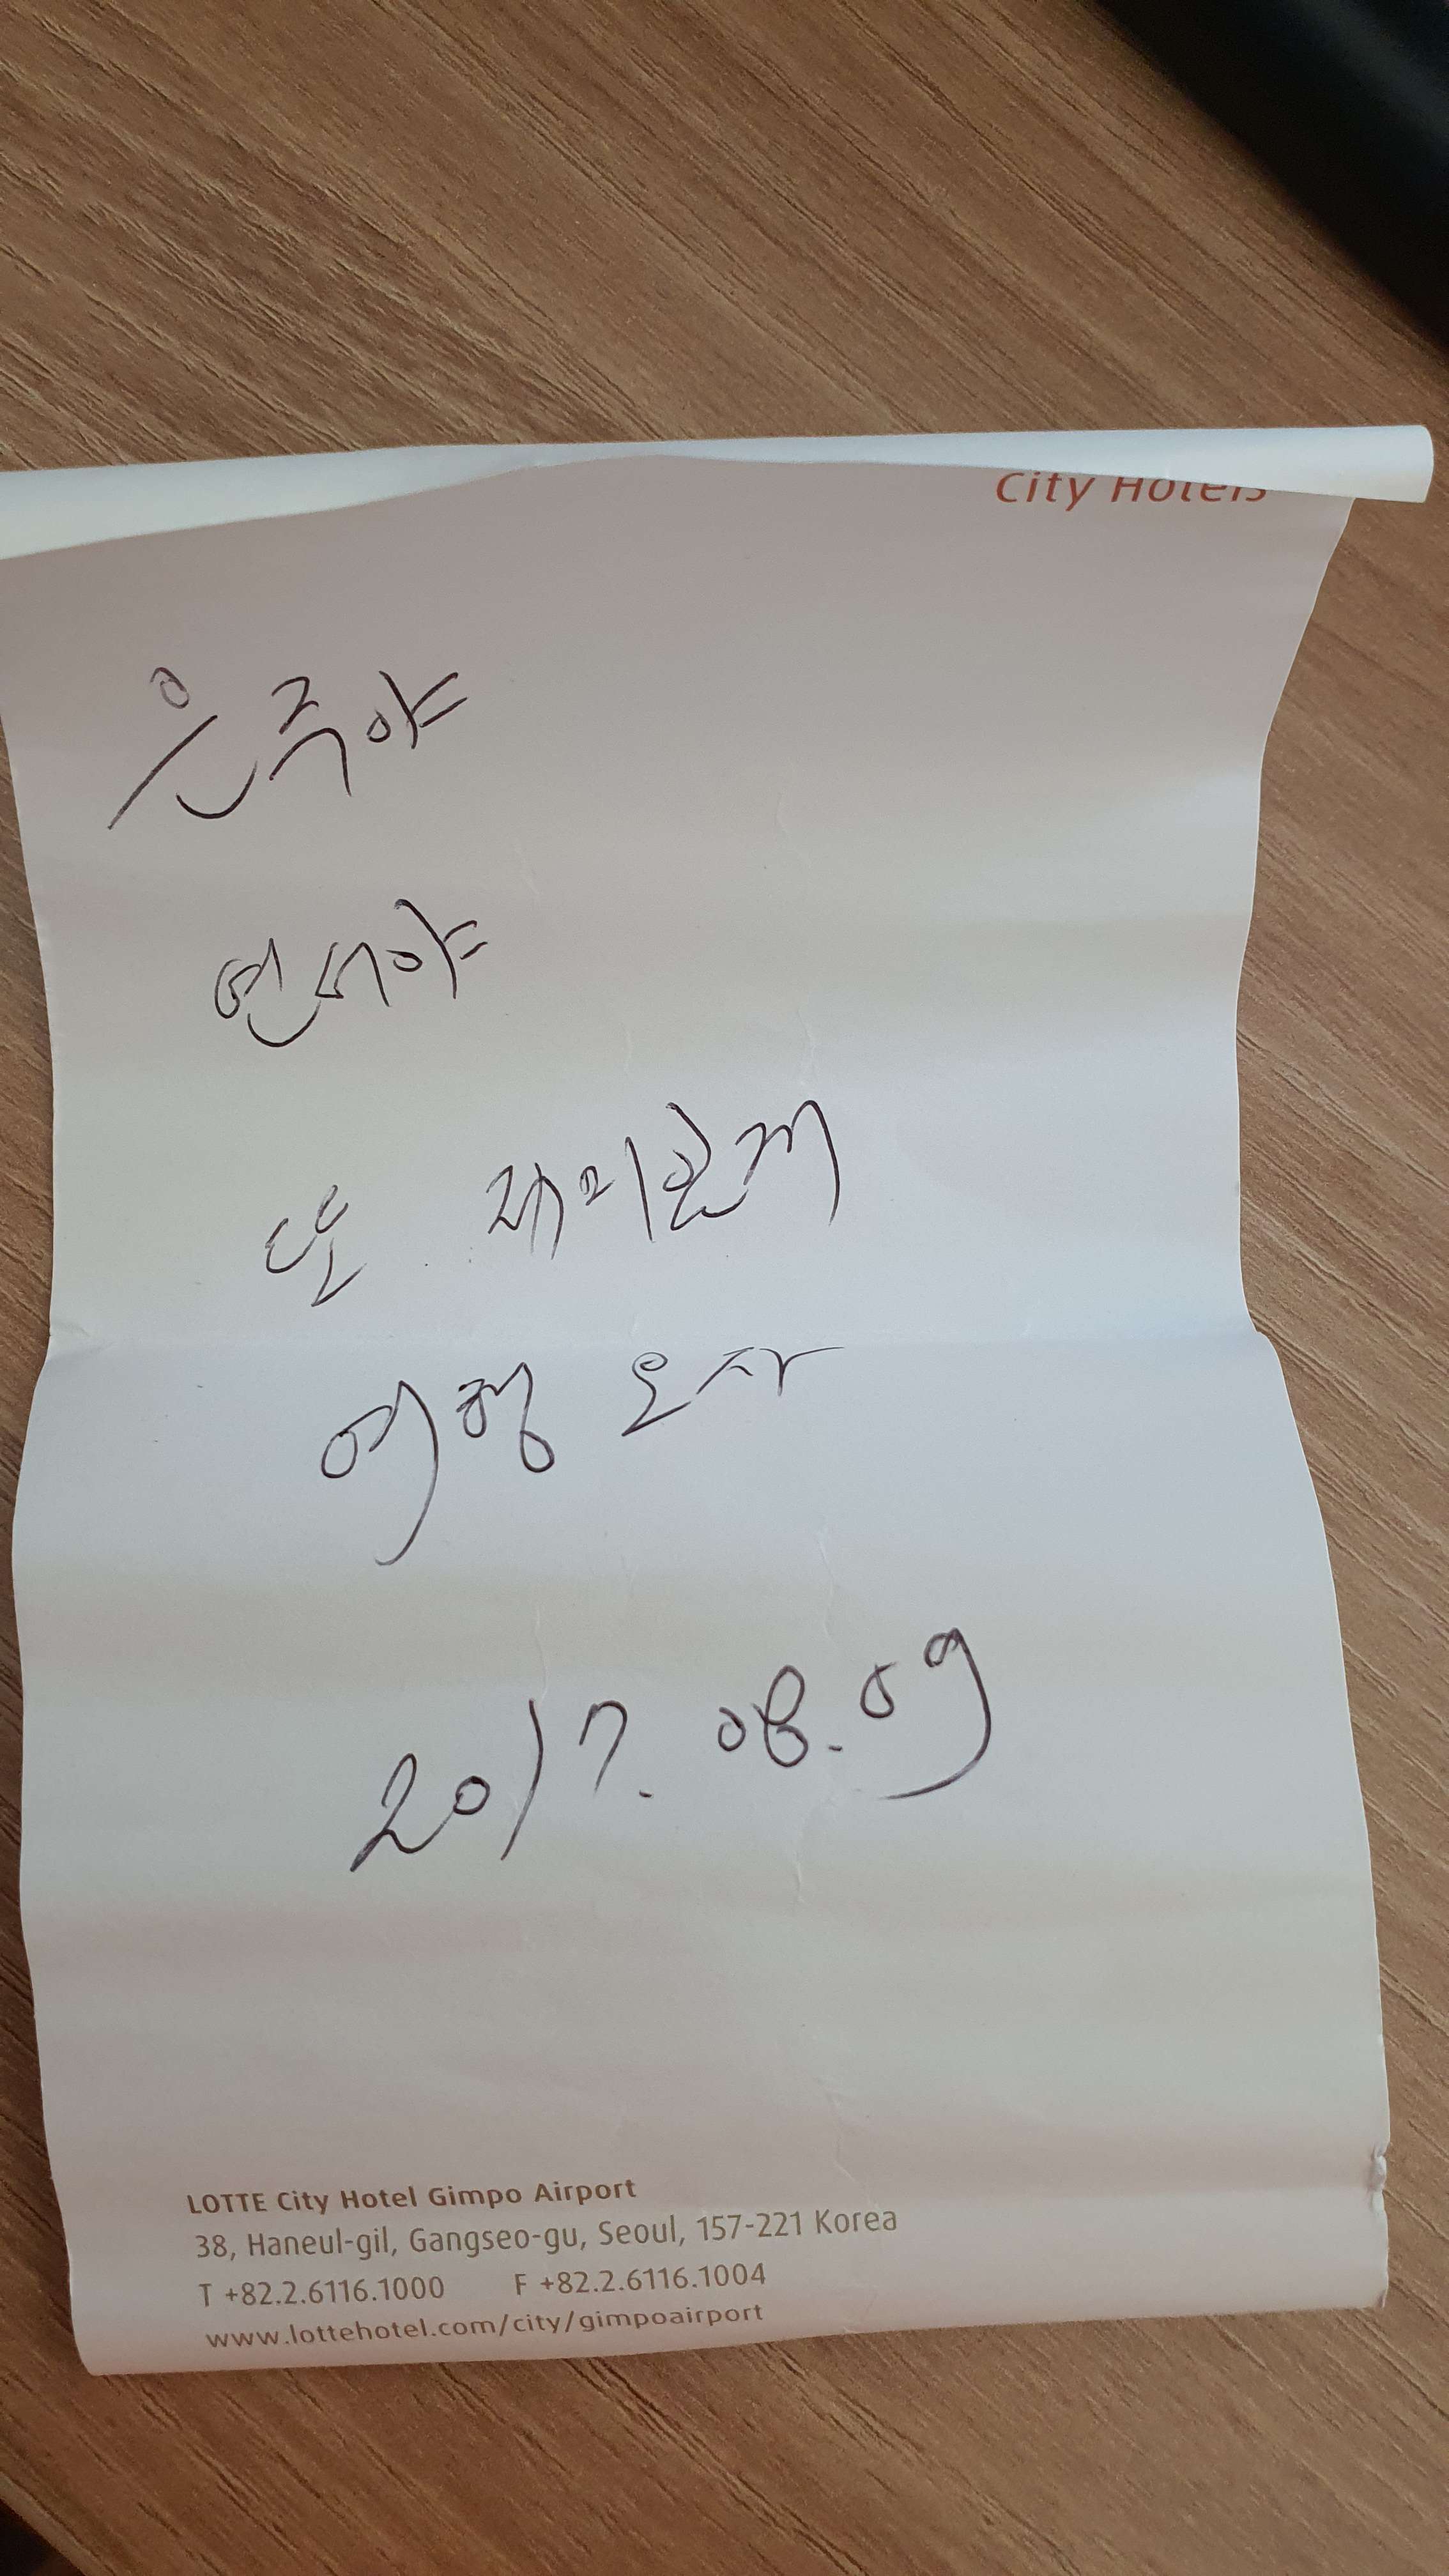 City Hotels
은주야
연서야
또 재미있게
여행 오자
2017. 08. 09
LOTTE City Hotel Gimpo Airport
38, Haneul-gil, Gangseo-gu, Seoul, 157-221 Korea
T +82.2.6116.1000 F +82.2.6116.1004
www.lottehotel.com/city/gimpoairport